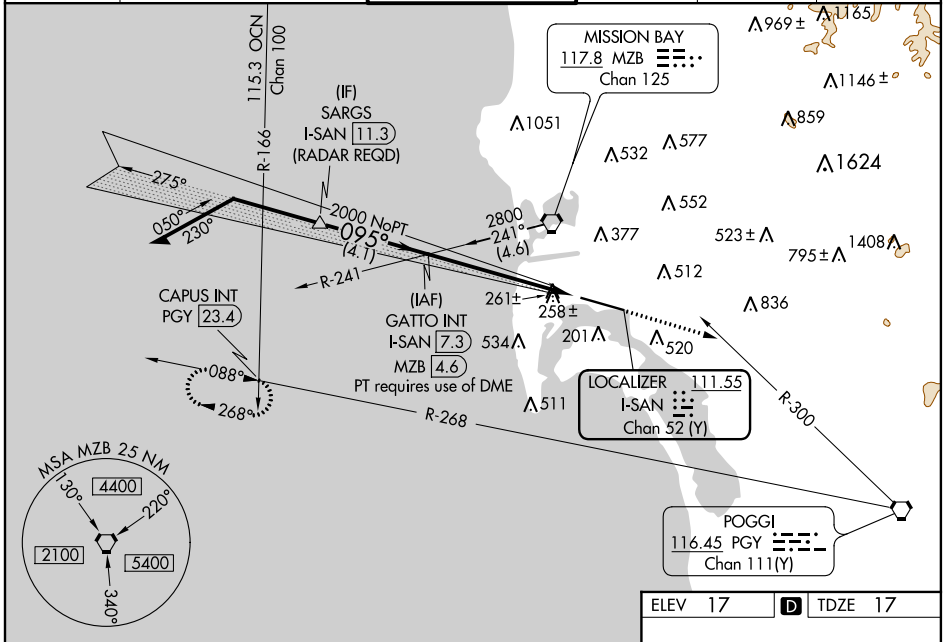 969 ±
1165
MISSION BAY
117.8 MZB
Chan 125
115.3 OCN
Chan 100
R-166
1146 ±
(IF)
SARGS
I-SAN 11.3
(RADAR REQD)
859
1051
577
532
1624
275°
552
050°
230°
2000 NoPT
095°
(4.1)
2800
241°
(4.6)
377
523 ±
795 ±
1408
R-241
512
CAPUS INT
PGY 23.4
(IAF)
GATTO INT
I-SAN 7.3
MZB 4.6
PT requires use of DME
261±
258 ±
836
534
201
520
088°
268°
511
LOCALIZER 111.55
I-SAN
Chan 52 (Y)
R-268
R-300
MSA MZB 25 NM
130°
4400
220°
2100
5400
340°
POGGI
116.45 PGY
Chan 111(Y)
ELEV 17 D TDZE 17